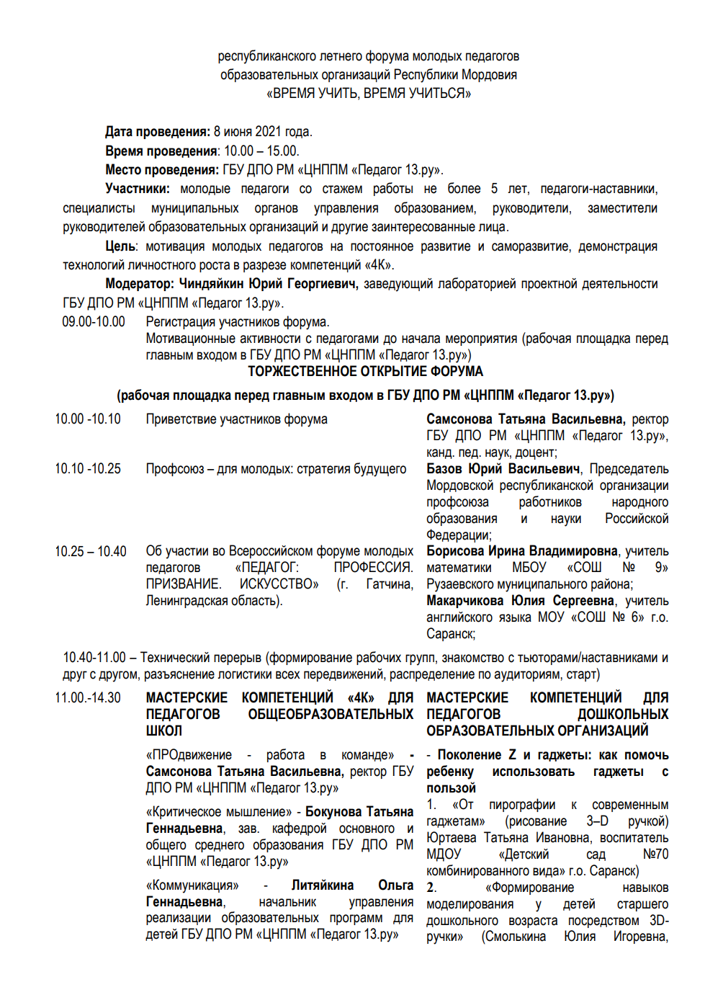 республиканского летнего форума молодых педагогов
образовательных организаций Республики Мордовия
«ВРЕМЯ УЧИТЬ, ВРЕМЯ УЧИТЬСЯ»
Дата проведения: 8 июня 2021 года.
Время проведения: 10.00 – 15.00.
Место проведения: ГБУ ДПО РМ «ЦНППМ «Педагог 13.ру».
Участники: молодые педагоги со стажем работы не более 5 лет, педагоги-наставники,
специалисты муниципальных органов управления образованием, руководители, заместители
руководителей образовательных организаций и другие заинтересованные лица.
Цель: мотивация молодых педагогов на постоянное развитие и саморазвитие, демонстрация
технологий личностного роста в разрезе компетенций «4К».
Модератор: Чиндяйкин Юрий Георгиевич, заведующий лабораторией проектной деятельности
ГБУ ДПО РМ «ЦНППМ «Педагог 13.ру».
09.00-10.00 Регистрация участников форума.
Мотивационные активности с педагогами до начала мероприятия (рабочая площадка перед
главным входом в ГБУ ДПО РМ «ЦНППМ «Педагог 13.ру»)
ТОРЖЕСТВЕННОЕ ОТКРЫТИЕ ФОРУМА
(рабочая площадка перед главным входом в ГБУ ДПО РМ «ЦНППМ «Педагог 13.ру»)
10.00 -10.10 Приветствие участников форума
Самсонова Татьяна Васильевна, ректор
ГБУ ДПО РМ «ЦНППМ «Педагог 13.ру»,
канд. пед. наук, доцент;
10.10 -10.25 Профсоюз – для молодых: стратегия будущего
Базов Юрий Васильевич, Председатель
Мордовской республиканской организации
профсоюза работников народного
образования и науки Российской
Федерации;
10.25 – 10.40 Об участии во Всероссийском форуме молодых
педагогов «ПЕДАГОГ: ПРОФЕССИЯ.
ПРИЗВАНИЕ. ИСКУССТВО» (г. Гатчина,
Ленинградская область).
Борисова Ирина Владимировна, учитель
математики МБОУ «СОШ № 9»
Рузаевского муниципального района;
Макарчикова Юлия Сергеевна, учитель
английского языка МОУ «СОШ № 6» г.о.
Саранск;
10.40-11.00 – Технический перерыв (формирование рабочих групп, знакомство с тьюторами/наставниками и
друг с другом, разъяснение логистики всех передвижений, распределение по аудиториям, старт)
11.00.-14.30 МАСТЕРСКИЕ КОМПЕТЕНЦИЙ «4К» ДЛЯ
ПЕДАГОГОВ ОБЩЕОБРАЗОВАТЕЛЬНЫХ
ШКОЛ
«ПРОдвижение - работа в команде» -
Самсонова Татьяна Васильевна, ректор ГБУ
ДПО РМ «ЦНППМ «Педагог 13.ру»
«Критическое мышление» - Бокунова Татьяна
Геннадьевна, зав. кафедрой основного и
общего среднего образования ГБУ ДПО РМ
«ЦНППМ «Педагог 13.ру»
«Коммуникация» - Литяйкина Ольга
Геннадьевна, начальник управления
реализации образовательных программ для
детей ГБУ ДПО РМ «ЦНППМ «Педагог 13.ру»
МАСТЕРСКИЕ КОМПЕТЕНЦИЙ ДЛЯ
ПЕДАГОГОВ ДОШКОЛЬНЫХ
ОБРАЗОВАТЕЛЬНЫХ ОРГАНИЗАЦИЙ
- Поколение Z и гаджеты: как помочь
ребенку использовать гаджеты с
пользой
1. «От пирографии к современным
гаджетам» (рисование 3–D ручкой)
Юртаева Татьяна Ивановна, воспитатель
МДОУ «Детский сад №70
комбинированного вида» г.о. Саранск)
2. «Формирование навыков
моделирования у детей старшего
дошкольного возраста посредством 3D-
ручки» (Смолькина Юлия Игоревна,